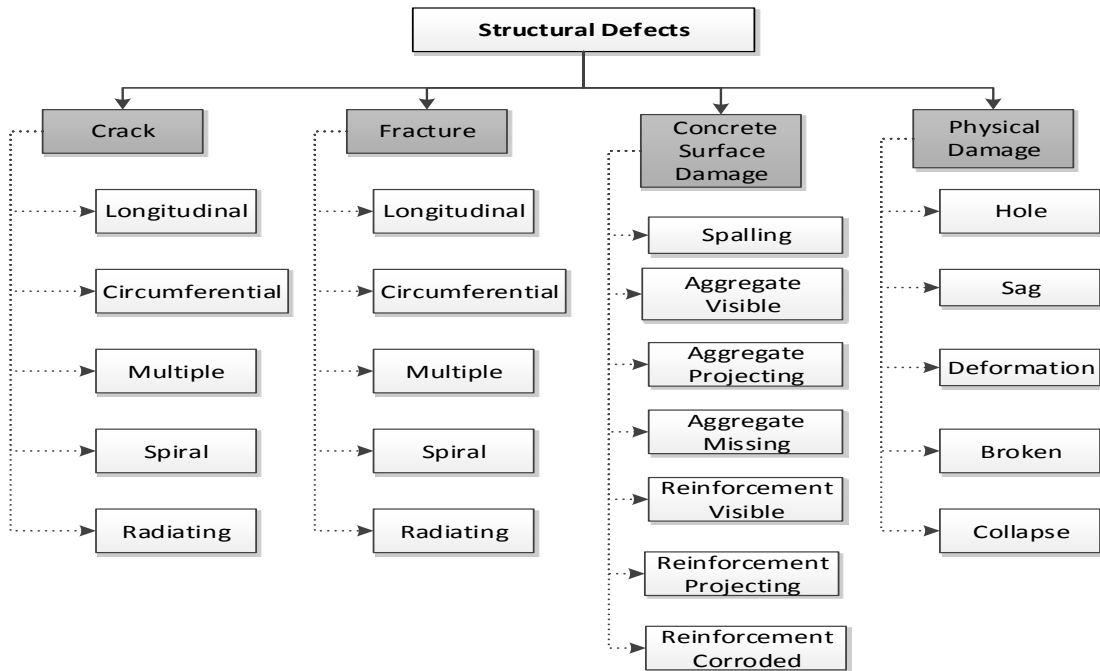 Structural Defects
Crack
Longitudinal
Circumferential
Multiple
Spiral
Radiating
Fracture
Longitudinal
Circumferential
Multiple
Spiral
Radiating
Concrete
Surface
Damage
Spalling
Aggregate
Visible
Aggregate
Projecting
Aggregate
Missing
Reinforcement
Visible
Reinforcement
Projecting
Reinforcement
Corroded
Physical
Damage
Hole
Sag
Deformation
Broken
Collapse